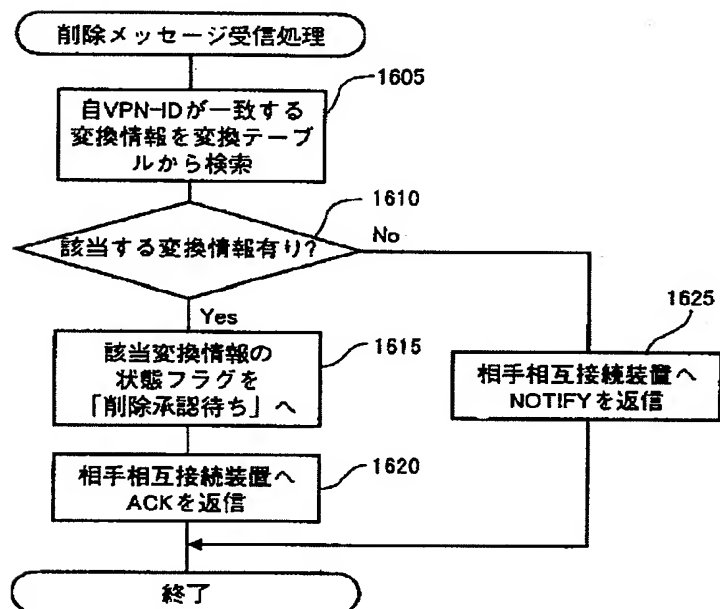 削除メッセージ受信処理
1605
自VPN-IDが一致する
変換情報を変換テーブ
ルから検索
1610
該当する変換情報有り?
No
Yes
1625
該当変換情報の
状態フラグを
「削除承認待ち」へ
1615
相手相互接続装置へ
NOTIFYを返信
相手相互接続装置へ
ACKを返信
1620
終了